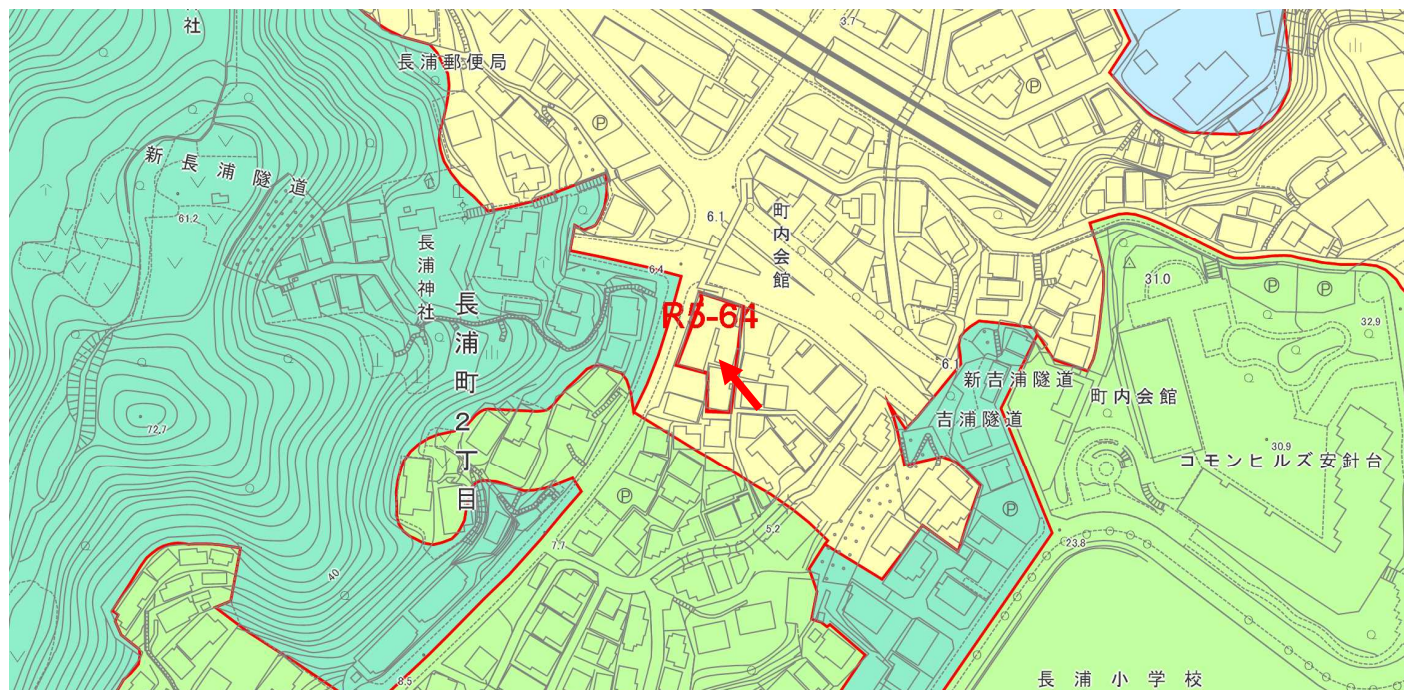 社
3.7
長浦郵便局
P
P
新長浦隧道
61.2
6.1
町内会館
長浦神社
6.4
31.0
P
P
R5-64
長浦町2丁目
32.9
6.1
新吉浦隧道
町内会館
吉浦隧道
72.7
30.9
コモンヒルズ安針台
P
P
5.2
7.7
23.8
40
8.5
長浦小学校